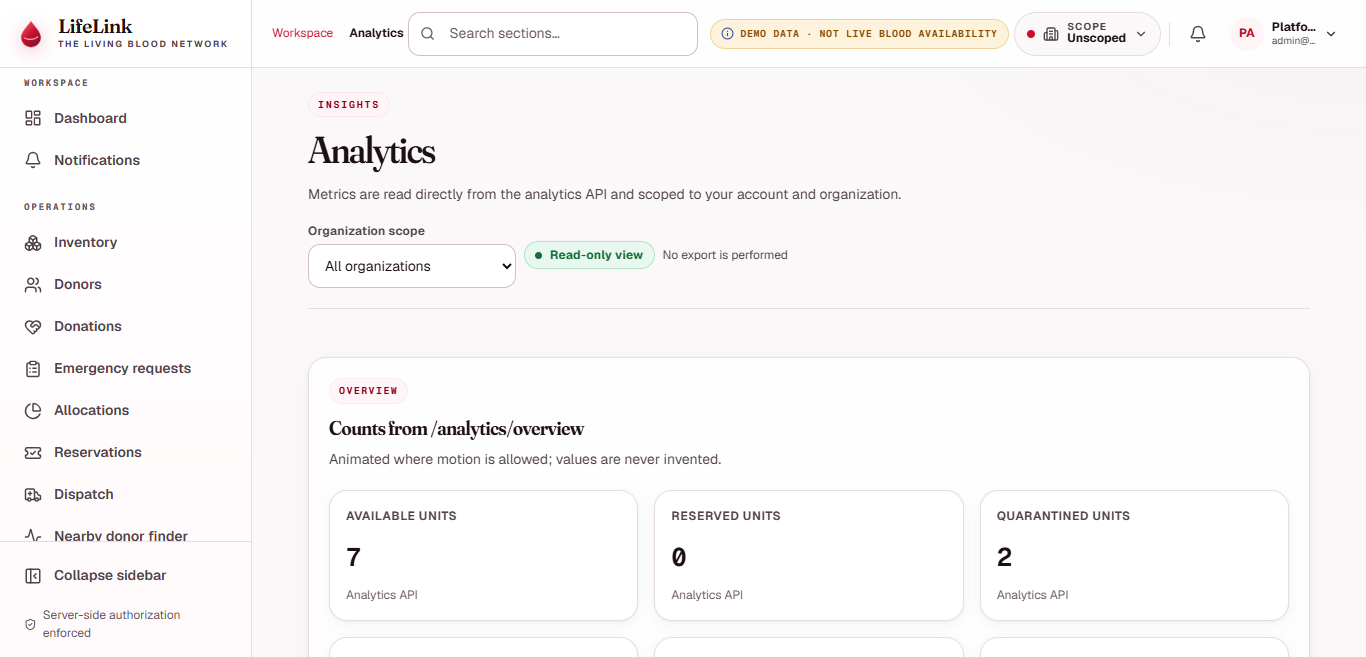 LifeLink
THE LIVING BLOOD NETWORK
Workspace
Analytics
Search sections...
DEMO DATA · NOT LIVE BLOOD AVAILABILITY
SCOPE
Unscoped
PA
Platfo...
admin@...
WORKSPACE
Dashboard
Notifications
OPERATIONS
Inventory
Donors
Donations
Emergency requests
Allocations
Reservations
Dispatch
Nearby donor finder
Collapse sidebar
Server-side authorization
enforced
INSIGHTS
Analytics
Metrics are read directly from the analytics API and scoped to your account and organization.
Organization scope
All organizations
Read-only view
No export is performed
OVERVIEW
Counts from /analytics/overview
Animated where motion is allowed; values are never invented.
AVAILABLE UNITS
7
Analytics API
RESERVED UNITS
0
Analytics API
QUARANTINED UNITS
2
Analytics API